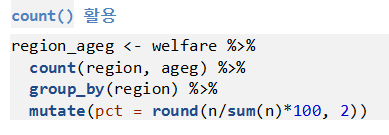 count() 활용
region_ageg <- welfare %>%
  count(region, ageg) %>%
  group_by(region) %>%
  mutate(pct = round(n/sum(n)*100, 2))